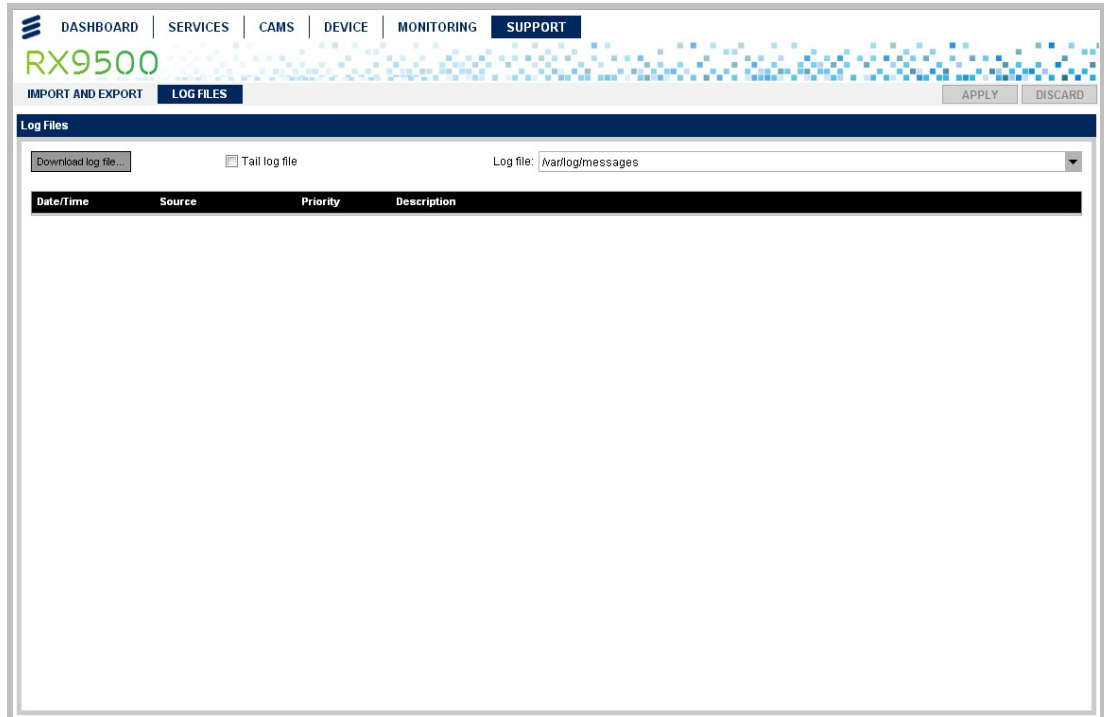 DASHBOARD SERVICES CAMS DEVICE MONITORING SUPPORT
RX9500
IMPORT AND EXPORT LOG FILES APPLY DISCARD
Log Files
Download log file... Tail log file Log file: /var/log/messages
Date/Time Source Priority Description